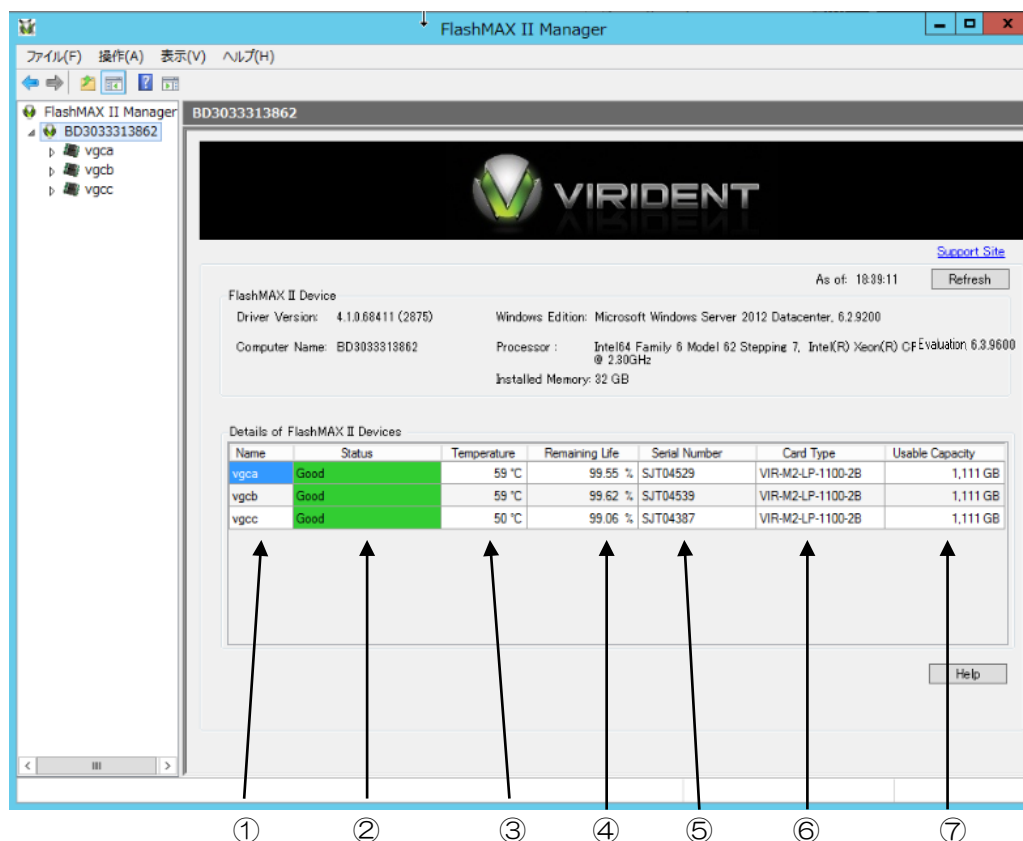 FlashMAX II Manager
ファイル(F) 操作(A) 表示(V) ヘルプ(H)
FlashMAX II Manager
BD3033313862
vgca
vgcb
vgcc
BD3033313862
VIRIDENT
Support Site
As of: 18:39:11 Refresh
FlashMAX II Device
Driver Version: 4.1.0.68411 (2875) Windows Edition: Microsoft Windows Server 2012 Datacenter, 6.2.9200
Computer Name: BD3033313862 Processor : Intel64 Family 6 Model 62 Stepping 7, Intel(R) Xeon(R) CP Evaluation, 6.3.9600
@ 2.30GHz
Installed Memory: 32 GB
Details of FlashMAX II Devices
Name Status Temperature Remaining Life Serial Number Card Type Usable Capacity
vgca Good 59 °C 99.55 % SJT04529 VIR-M2-LP-1100-2B 1,111 GB
vgcb Good 59 °C 99.62 % SJT04539 VIR-M2-LP-1100-2B 1,111 GB
vgcc Good 50 °C 99.06 % SJT04387 VIR-M2-LP-1100-2B 1,111 GB
Help
① ② ③ ④ ⑤ ⑥ ⑦